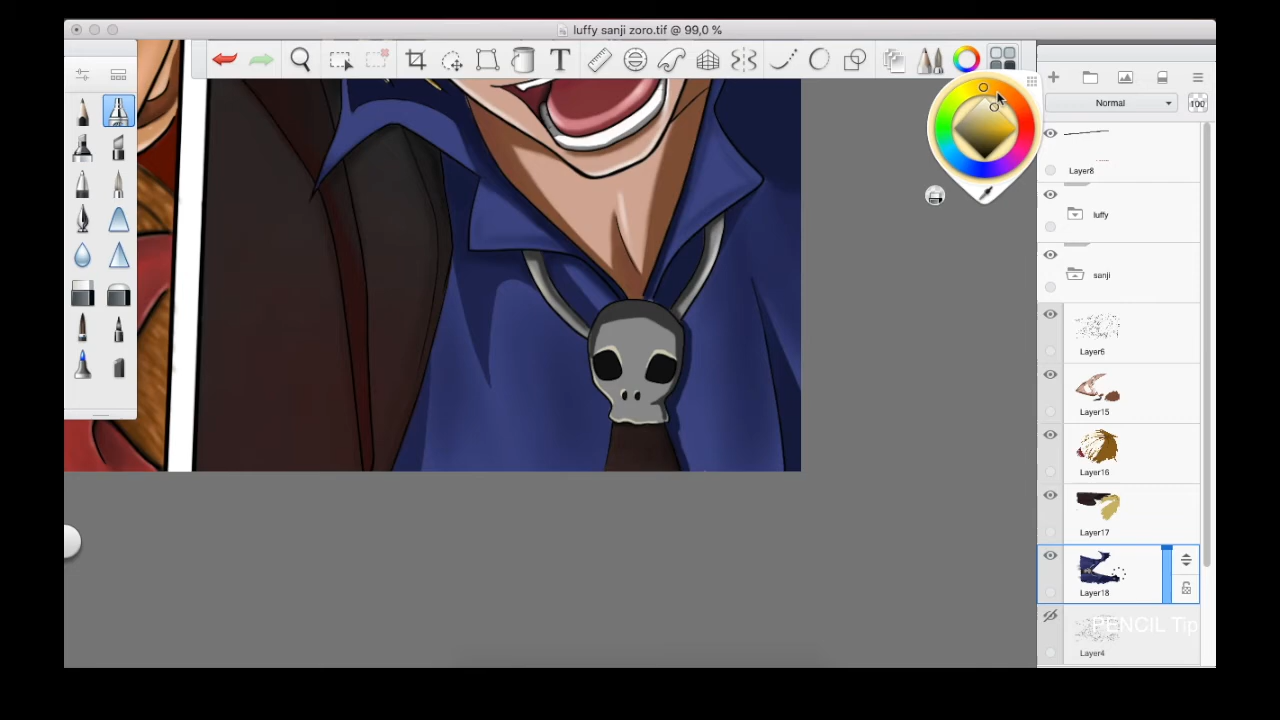 luffy sanji zoro.tif @ 99,0 %
T
Normal
100
Layer8
luffy
sanji
Layer6
Layer15
Layer16
Layer17
Layer18
PENCIL Tip
Layer4